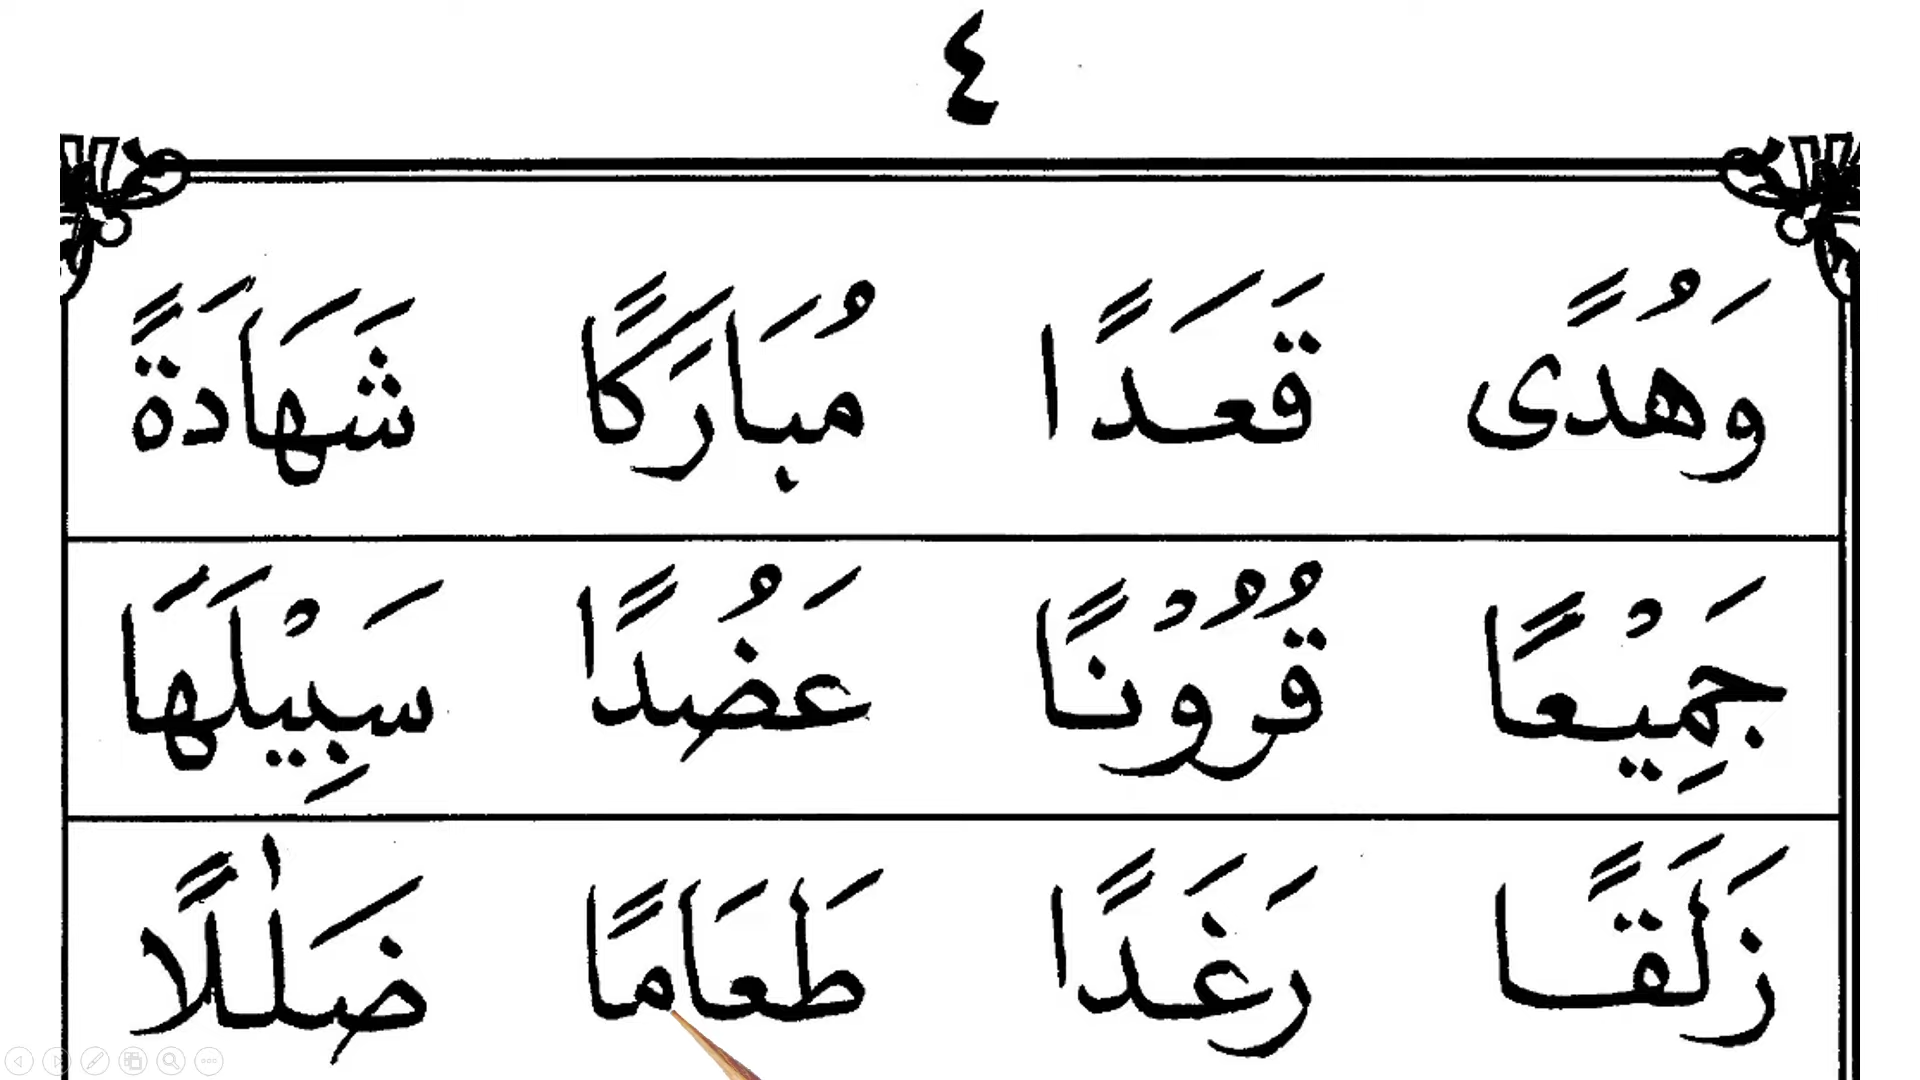 ٤
وَهُدًى قَعَدًا مُبَارَكًا شَهَادَةً
جَمِيْعًا قُرُوْنًا عَضُدًا سَبِيْلَهَا
زَلَقًا رَغَدًا طَعَامًا ضَلٰلًا